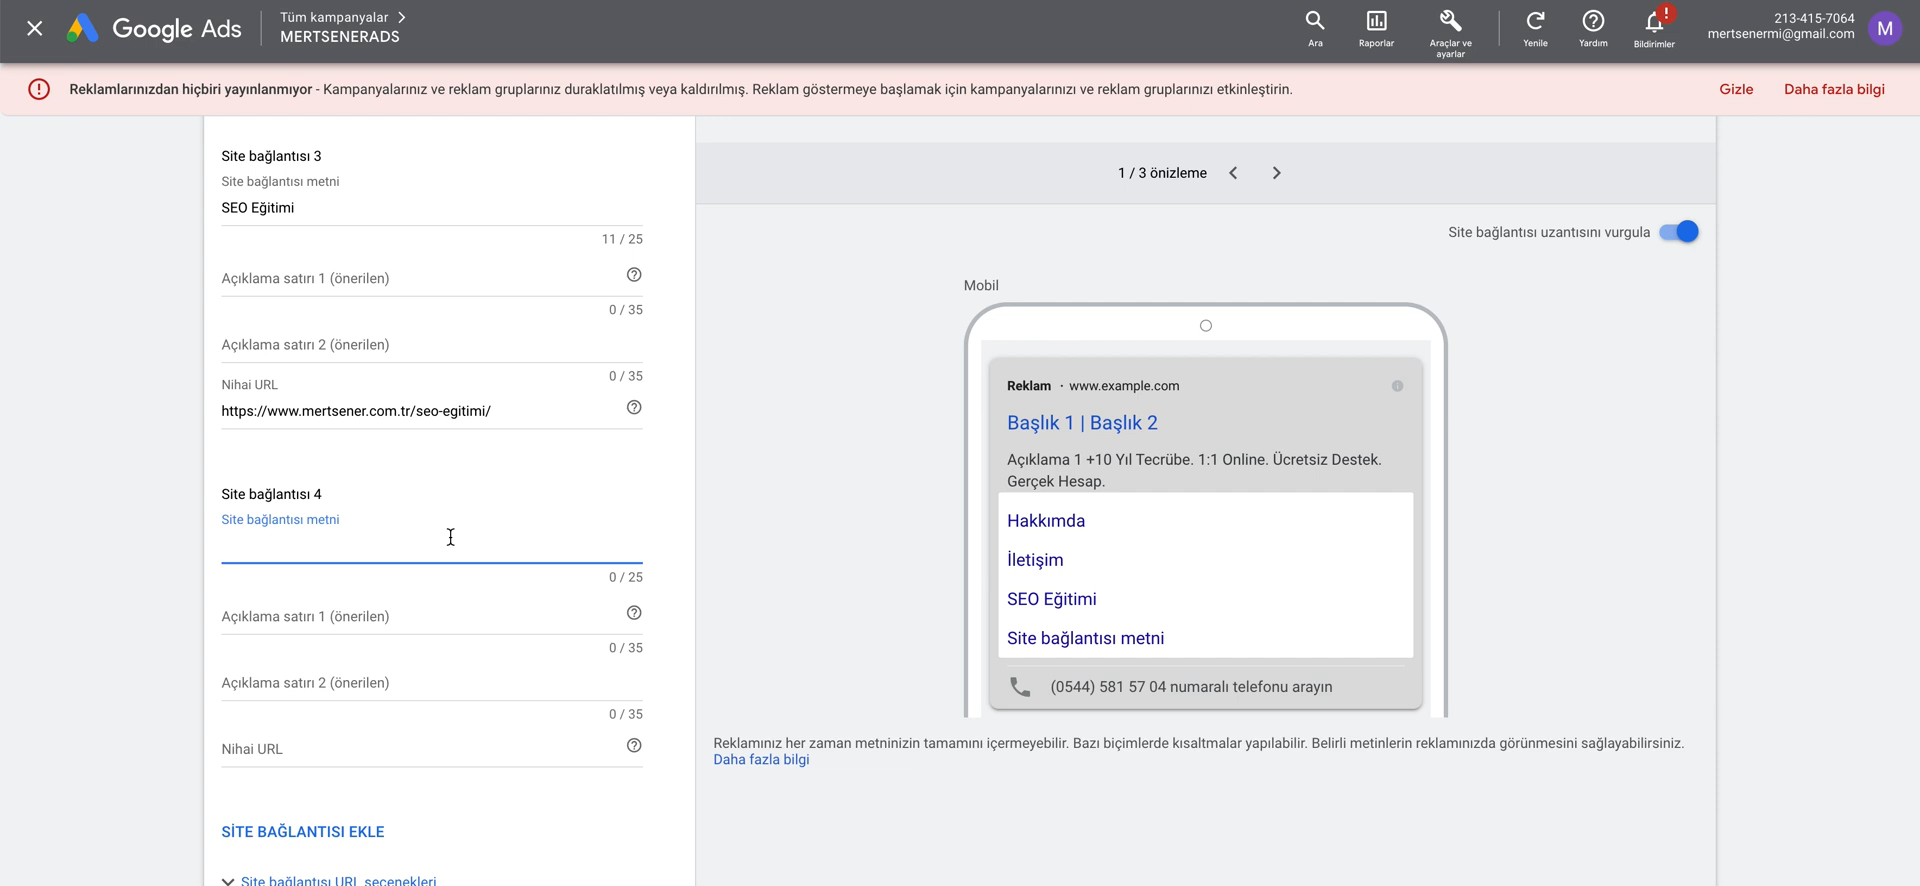 Google Ads
Tüm kampanyalar
MERTSENERADS
Ara
Raporlar
Araçlar ve
ayarlar
Yenile
Yardım
Bildirimler
213-415-7064
mertsenermi@gmail.com
M
Reklamlarınızdan hiçbiri yayınlanmıyor - Kampanyalarınız ve reklam gruplarınız duraklatılmış veya kaldırılmış. Reklam göstermeye başlamak için kampanyalarınızı ve reklam gruplarınızı etkinleştirin.
Gizle
Daha fazla bilgi
Site bağlantısı 3
Site bağlantısı metni
SEO Eğitimi
11 / 25
Açıklama satırı 1 (önerilen)
0 / 35
Açıklama satırı 2 (önerilen)
0 / 35
Nihai URL
https://www.mertsener.com.tr/seo-egitimi/
Site bağlantısı 4
Site bağlantısı metni
0 / 25
Açıklama satırı 1 (önerilen)
0 / 35
Açıklama satırı 2 (önerilen)
0 / 35
Nihai URL
SİTE BAĞLANTISI EKLE
Site bağlantısı URL seçenekleri
1 / 3 önizleme
Site bağlantısı uzantısını vurgula
Mobil
Reklam · www.example.com
Başlık 1 | Başlık 2
Açıklama 1 +10 Yıl Tecrübe. 1:1 Online. Ücretsiz Destek.
Gerçek Hesap.
Hakkımda
İletişim
SEO Eğitimi
Site bağlantısı metni
(0544) 581 57 04 numaralı telefonu arayın
Reklamınız her zaman metninizin tamamını içermeyebilir. Bazı biçimlerde kısaltmalar yapılabilir. Belirli metinlerin reklamınızda görünmesini sağlayabilirsiniz.
Daha fazla bilgi